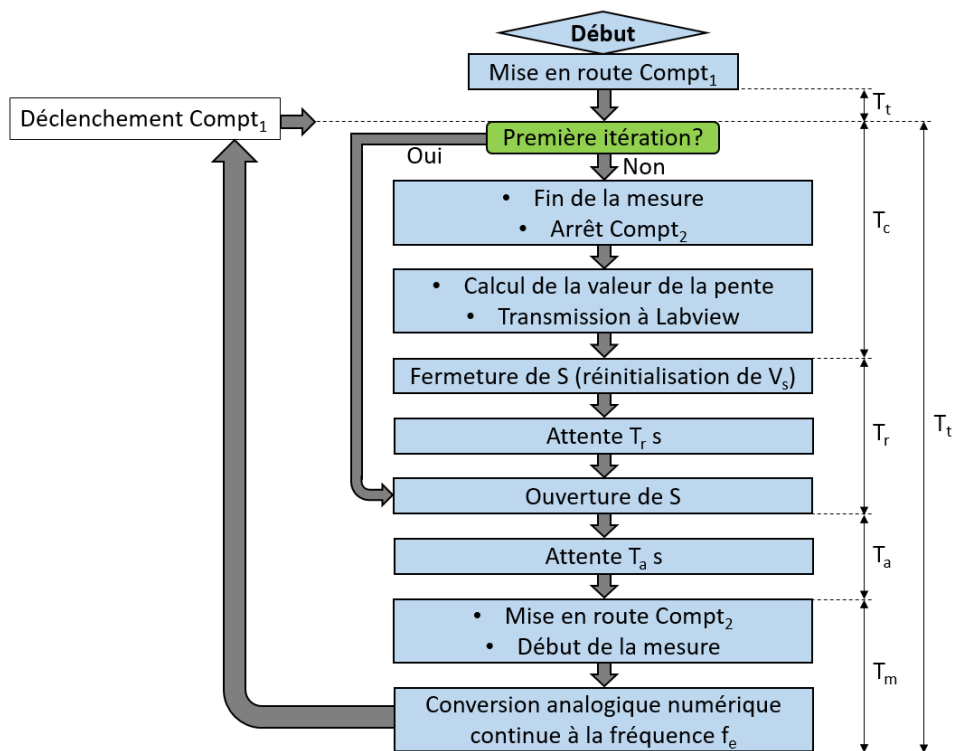 Début
Mise en route Compt₁
Tₜ
Déclenchement Compt₁
Première itération?
Oui
Non
• Fin de la mesure
• Arrêt Compt₂
T꜀
• Calcul de la valeur de la pente
• Transmission à Labview
Fermeture de S (réinitialisation de Vₛ)
Attente Tᵣ s
Tᵣ
Tₜ
Ouverture de S
Attente Tₐ s
Tₐ
• Mise en route Compt₂
• Début de la mesure
Tₘ
Conversion analogique numérique
continue à la fréquence fₑ